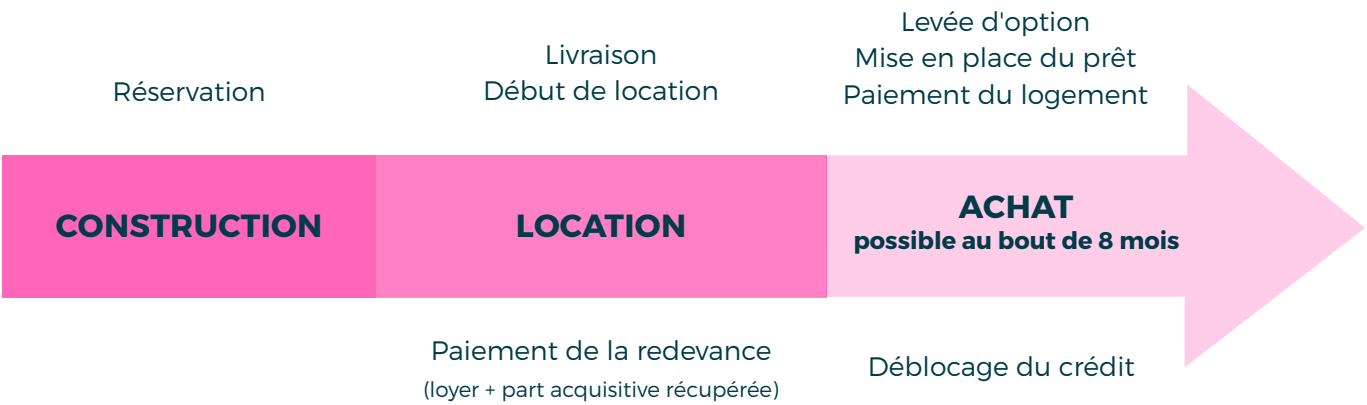 Réservation
Livraison
Début de location
Levée d'option
Mise en place du prêt
Paiement du logement
CONSTRUCTION
LOCATION
ACHAT
possible au bout de 8 mois
Paiement de la redevance
(loyer + part acquisitive récupérée)
Déblocage du crédit